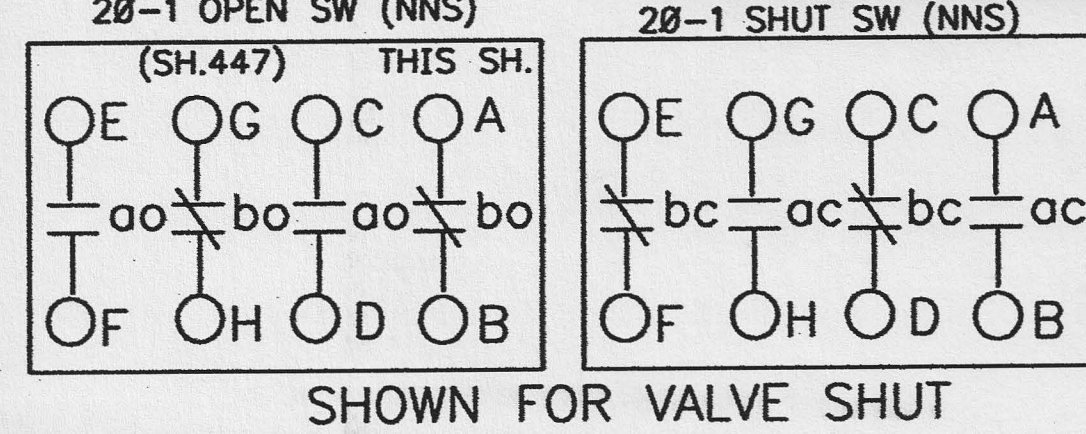 20-1 OPEN SW (NNS)
20-1 SHUT SW (NNS)
(SH.447) THIS SH.
E G C A
E G C A
ao bo ao bo
bc ac bc ac
F H D B
F H D B
SHOWN FOR VALVE SHUT